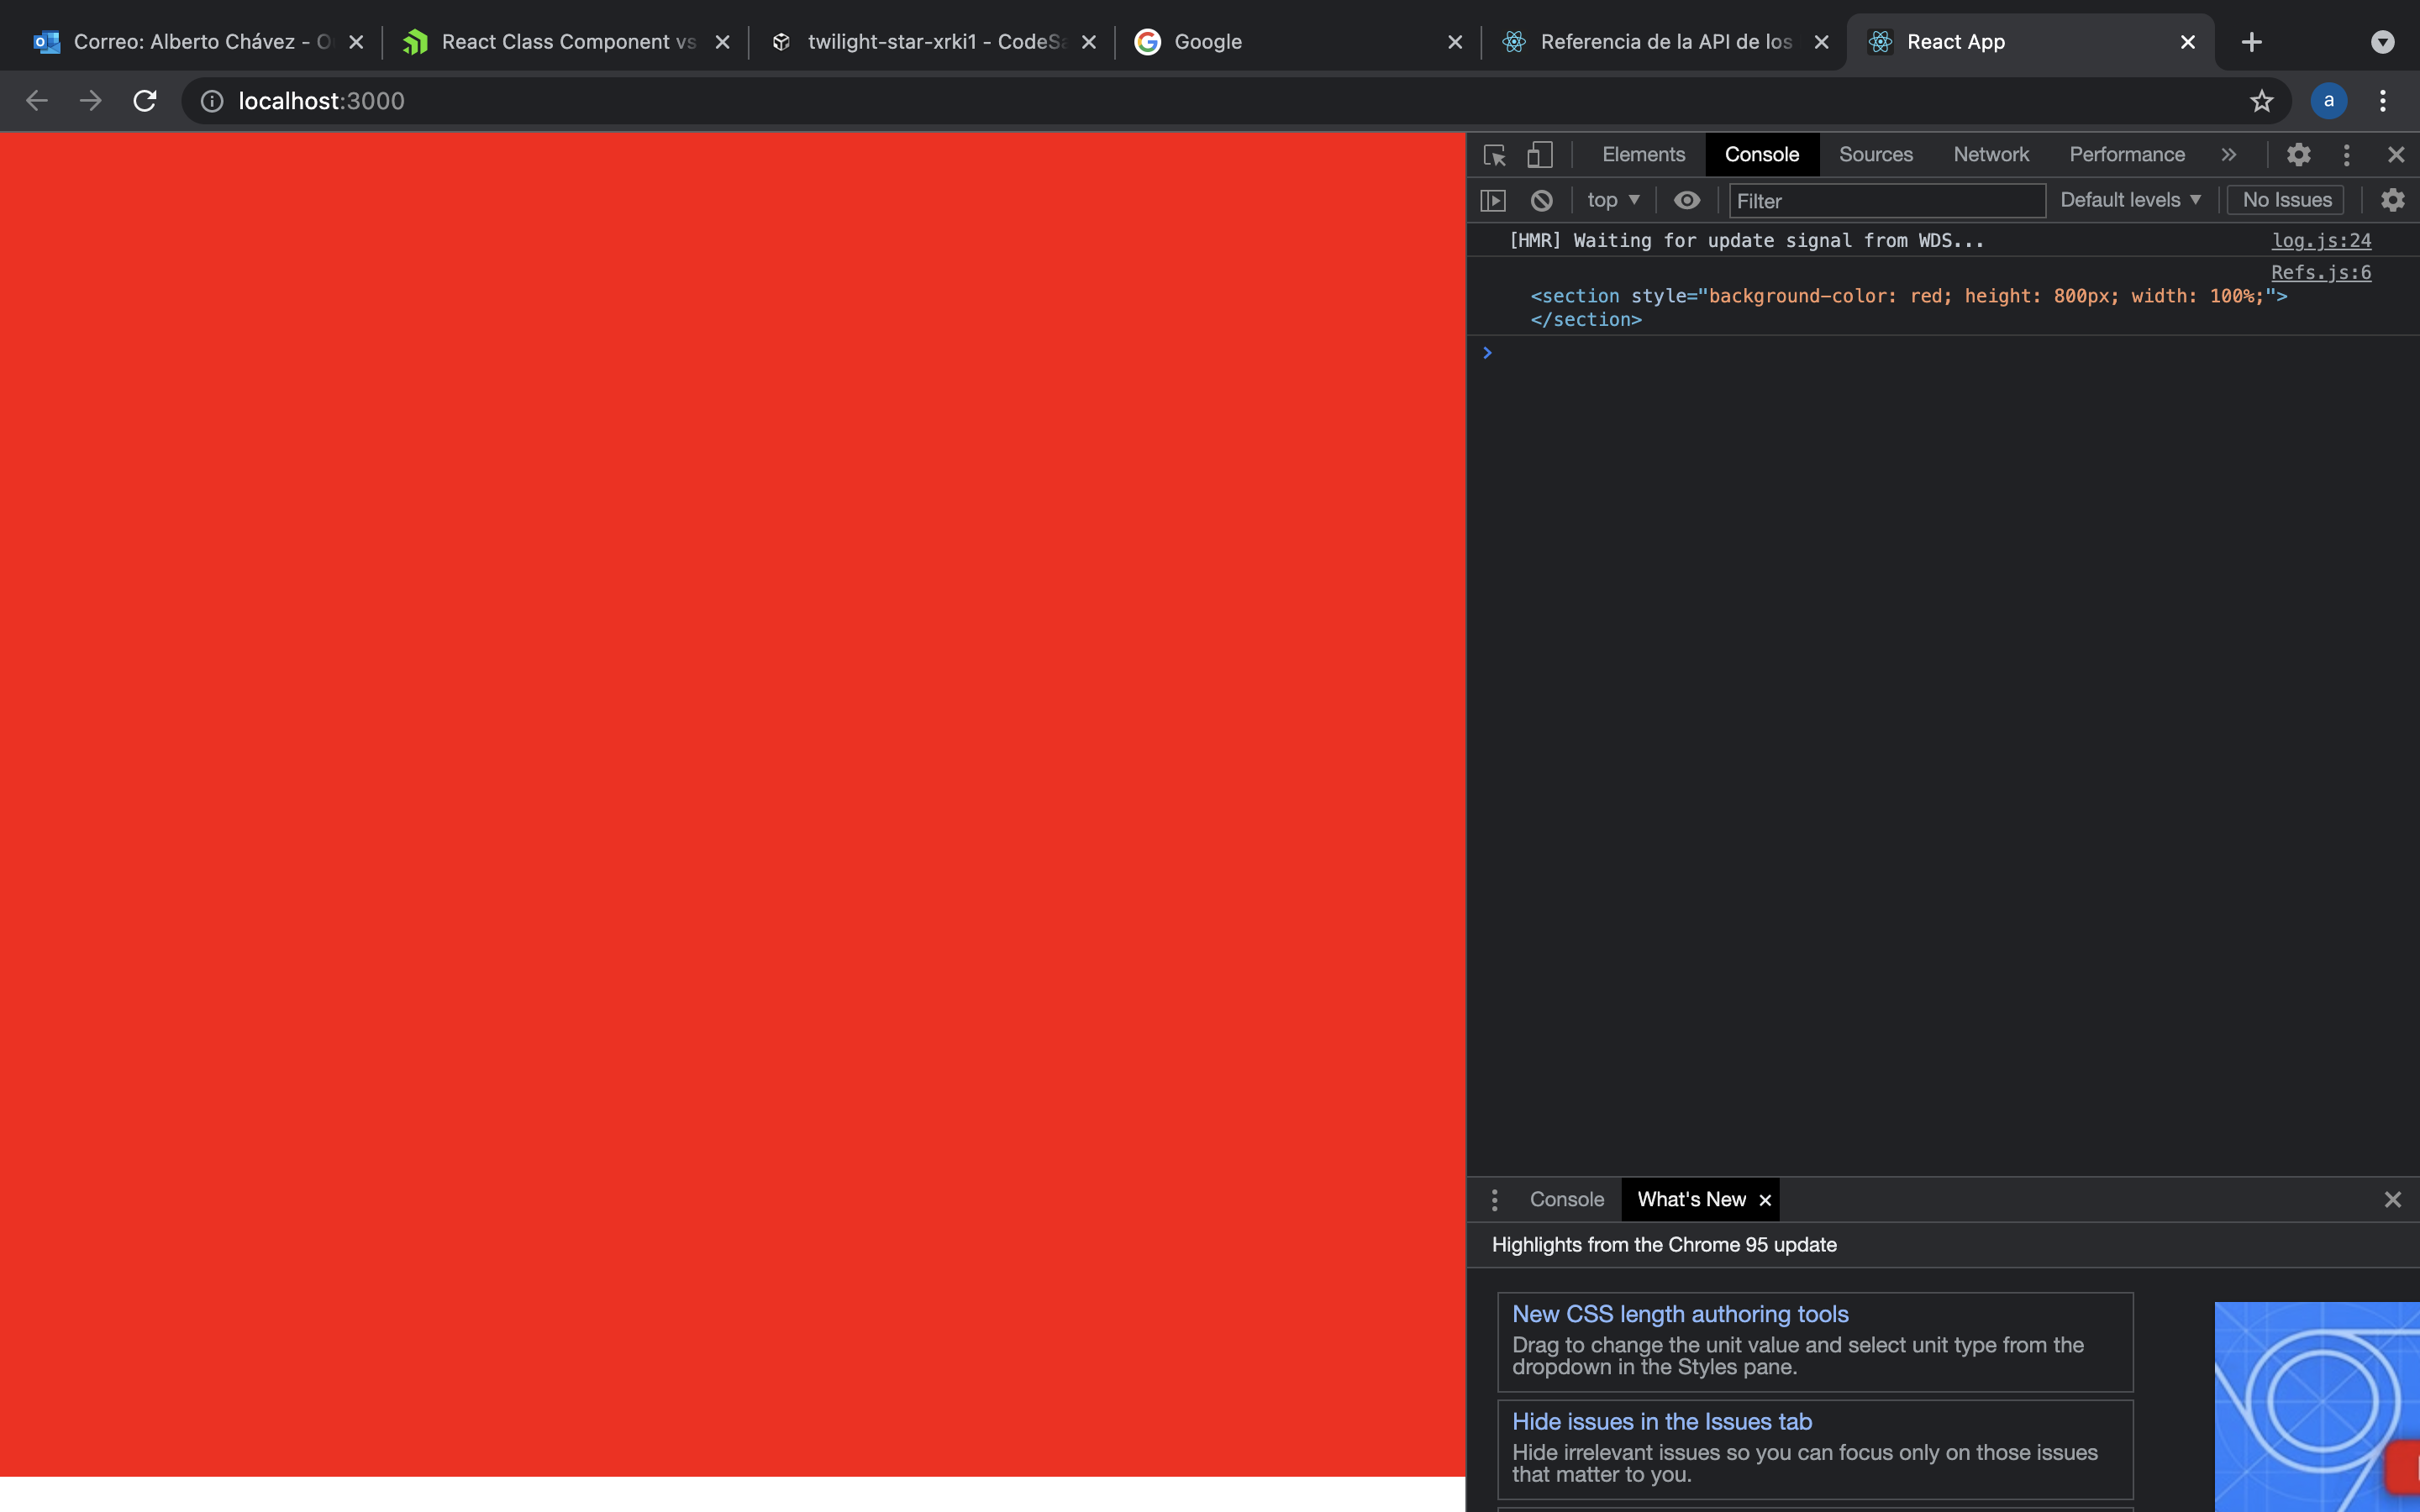 Correo: Alberto Chávez - O
React Class Component vs
twilight-star-xrki1 - CodeSa
Google
Referencia de la API de los
React App
localhost:3000
a
Elements
Console
Sources
Network
Performance
top
Filter
Default levels
No Issues
[HMR] Waiting for update signal from WDS...
log.js:24
Refs.js:6
<section style="background-color: red; height: 800px; width: 100%;">
</section>
Console
What's New
Highlights from the Chrome 95 update
New CSS length authoring tools
Drag to change the unit value and select unit type from the
dropdown in the Styles pane.
Hide issues in the Issues tab
Hide irrelevant issues so you can focus only on those issues
that matter to you.